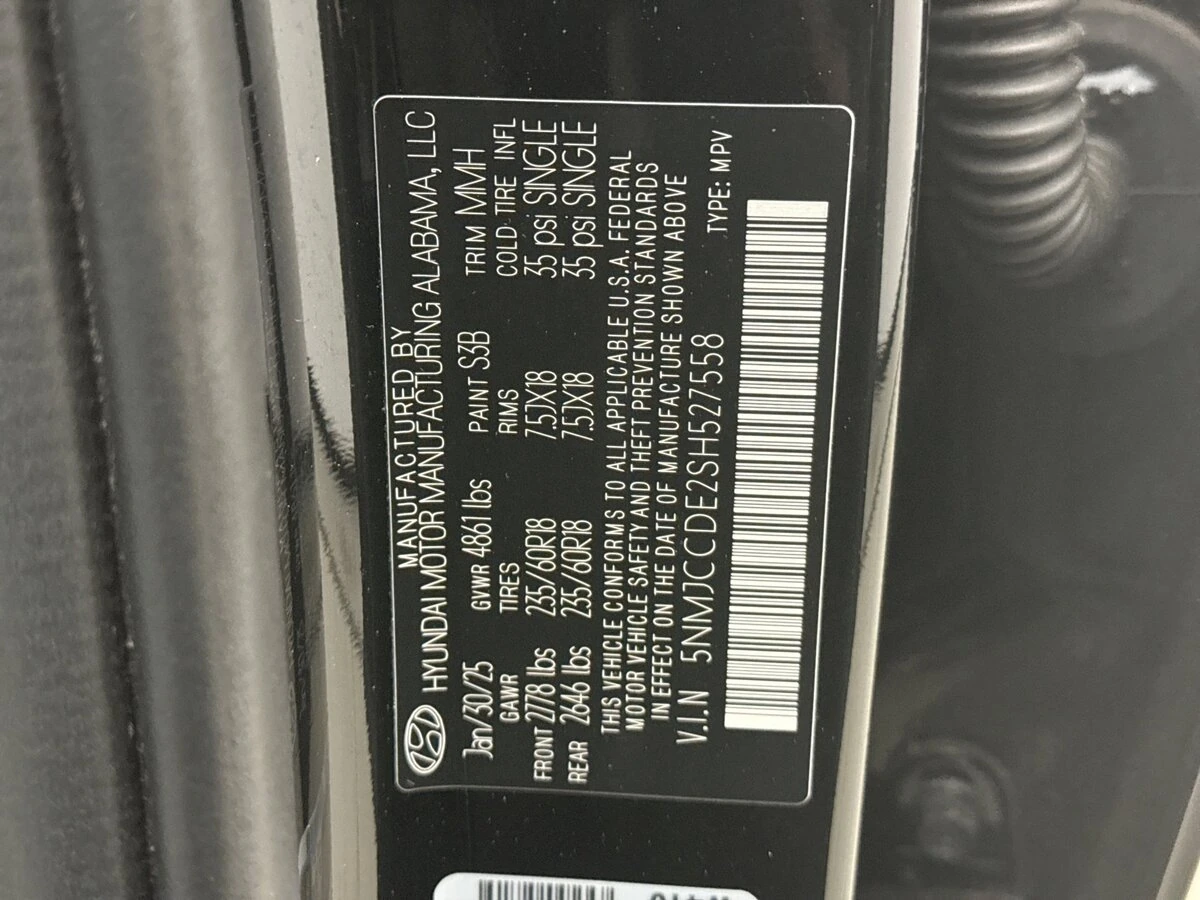 MANUFACTURED BY
HYUNDAI MOTOR MANUFACTURING ALABAMA, LLC
Jan/30/25 GVWR 4861 lbs PAINT S3B TRIM MMH
GAWR TIRES RIMS COLD TIRE INFL
FRONT 2778 lbs 235/60R18 7.5JX18 35 psi SINGLE
REAR 2646 lbs 235/60R18 7.5JX18 35 psi SINGLE
THIS VEHICLE CONFORMS TO ALL APPLICABLE U.S.A. FEDERAL
MOTOR VEHICLE SAFETY AND THEFT PREVENTION STANDARDS
IN EFFECT ON THE DATE OF MANUFACTURE SHOWN ABOVE
V.I.N 5NMJCCDE2SH527558 TYPE: MPV